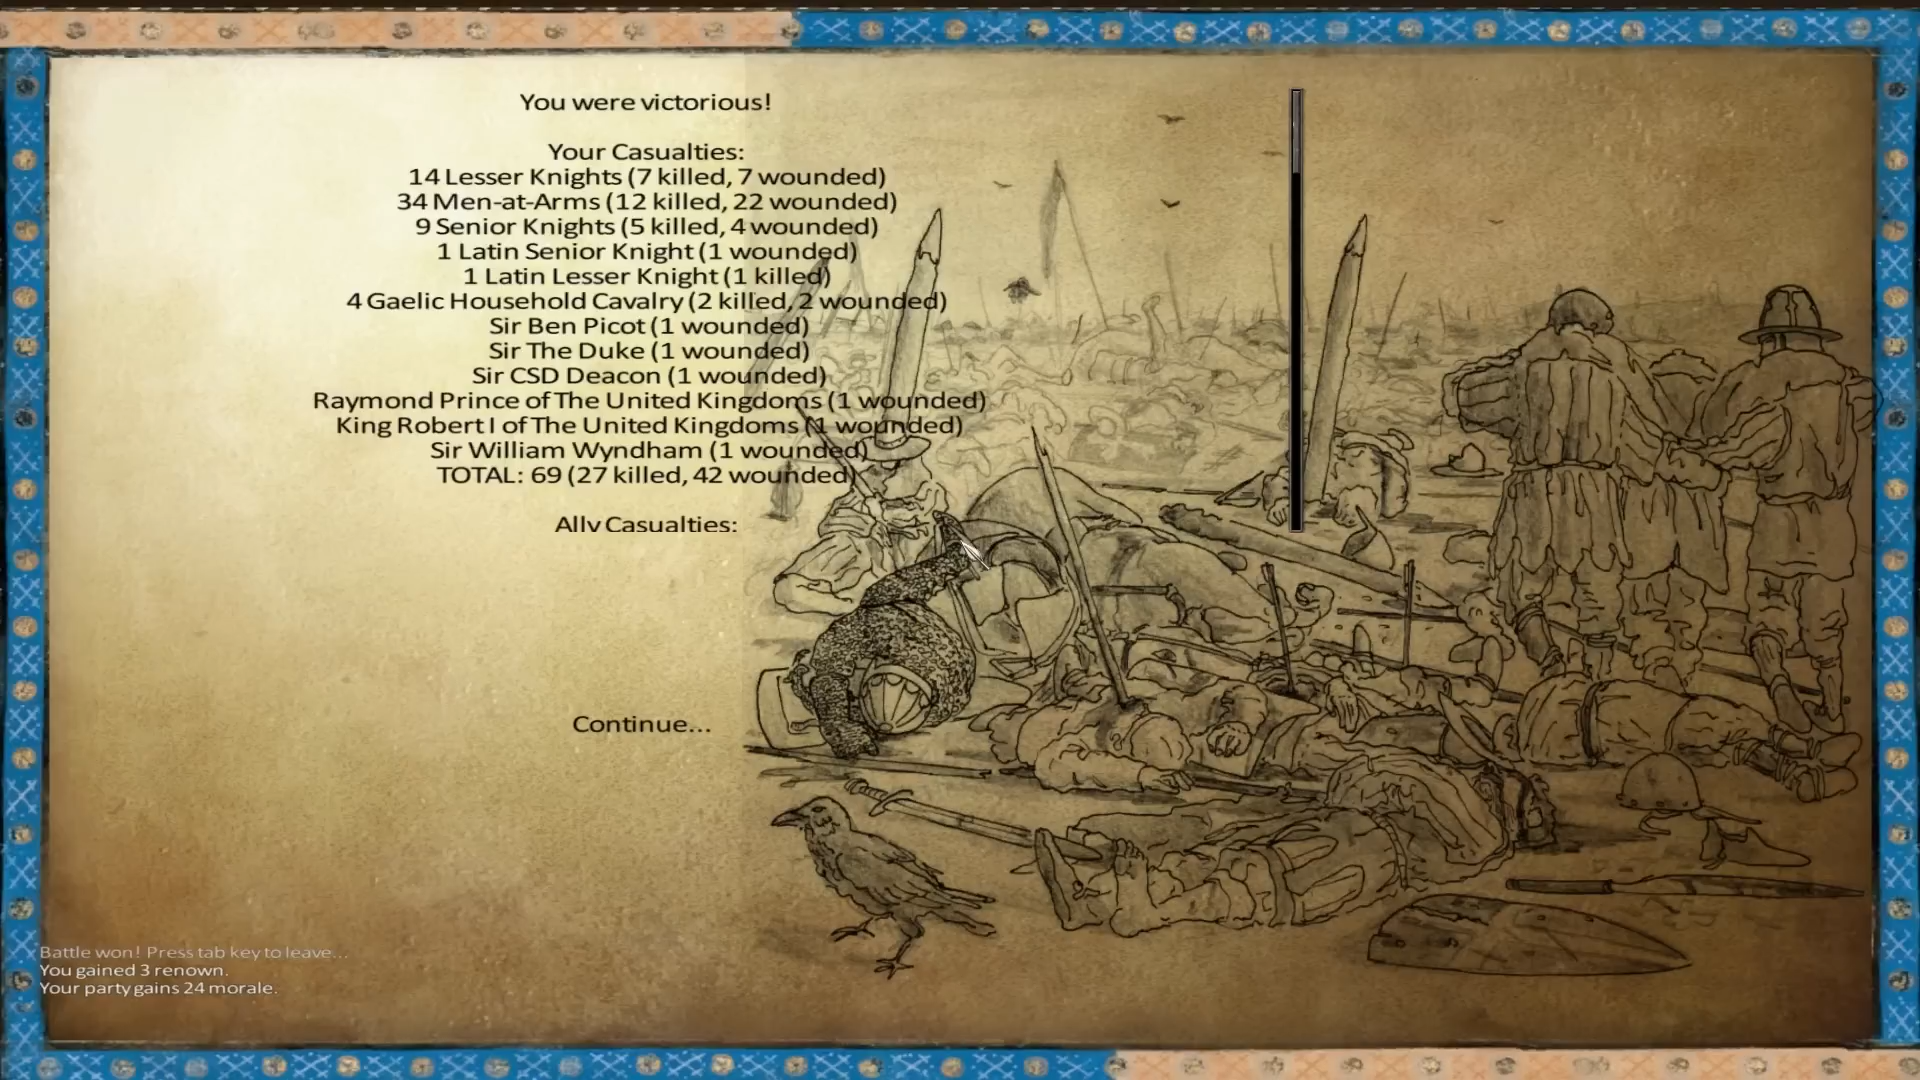 You were victorious!
Your Casualties:
14 Lesser Knights (7 killed, 7 wounded)
34 Men-at-Arms (12 killed, 22 wounded)
9 Senior Knights (5 killed, 4 wounded)
1 Latin Senior Knight (1 wounded)
1 Latin Lesser Knight (1 killed)
4 Gaelic Household Cavalry (2 killed, 2 wounded)
Sir Ben Picot (1 wounded)
Sir The Duke (1 wounded)
Sir CSD Deacon (1 wounded)
Raymond Prince of The United Kingdoms (1 wounded)
King Robert I of The United Kingdoms (1 wounded)
Sir William Wyndham (1 wounded)
TOTAL: 69 (27 killed, 42 wounded)
Ally Casualties:
Continue...
Battle won! Press tab key to leave...
You gained 3 renown.
Your party gains 24 morale.